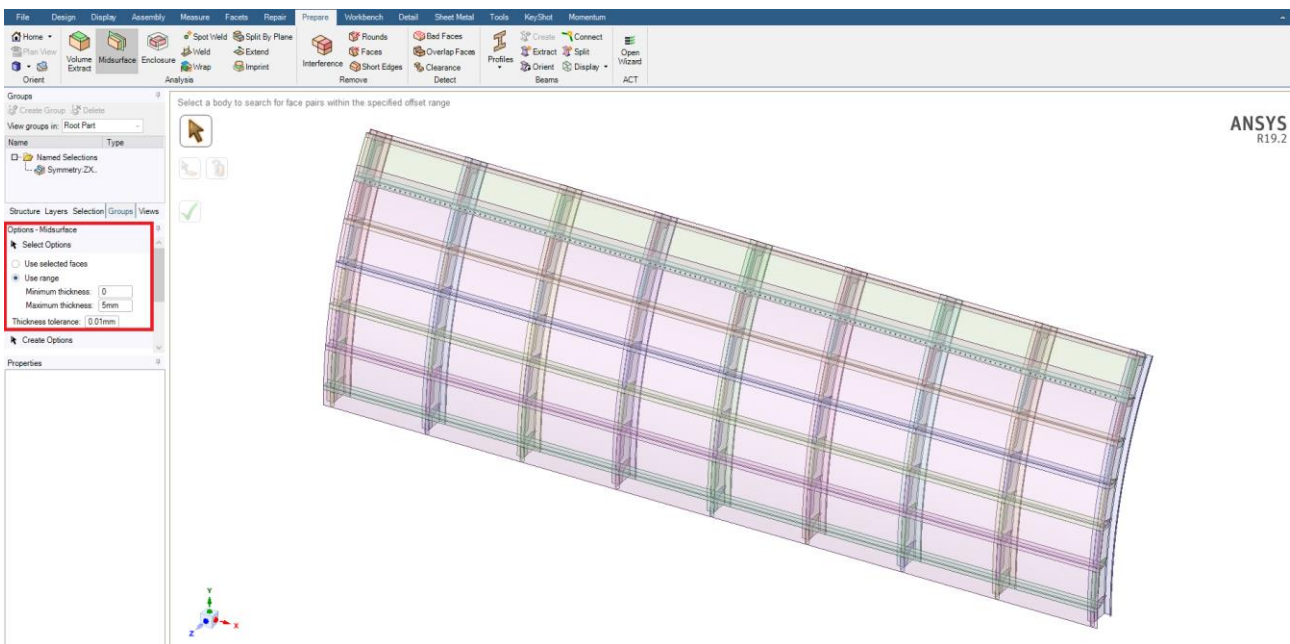 File Design Display Assembly Measure Facets Repair Prepare Workbench Detail Sheet Metal Tools KeyShot Momentum
Home
Plan View
Orient
Volume Extract
Midsurface
Enclosure
Spot Weld
Weld
Wrap
Split By Plane
Extend
Imprint
Analysis
Interference
Rounds
Faces
Short Edges
Remove
Bad Faces
Overlap Faces
Clearance
Detect
Profiles
Create
Extract
Orient
Connect
Split
Display
Beams
Open Wizard
ACT
Groups
Create Group Delete
View groups in: Root Part
Name Type
Named Selections
Symmetry:ZX..
Structure Layers Selection Groups Views
Options - Midsurface
Select Options
Use selected faces
Use range
Minimum thickness: 0
Maximum thickness: 5mm
Thickness tolerance: 0.01mm
Create Options
Properties
Select a body to search for face pairs within the specified offset range
ANSYS
R19.2
Y
Z
X